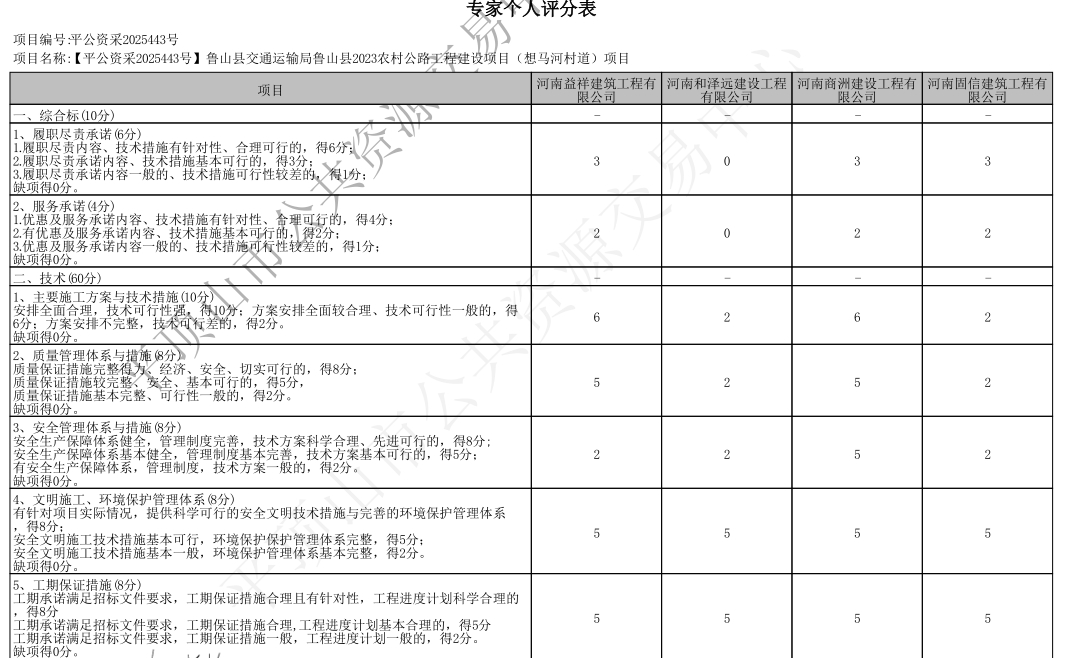 专家个人评分表
项目编号:平公资采2025443号
项目名称:【平公资采2025443号】鲁山县交通运输局鲁山县2023农村公路工程建设项目（想马河村道）项目
项目
河南益祥建筑工程有限公司
河南和泽远建设工程有限公司
河南商洲建设工程有限公司
河南固信建筑工程有限公司
一、综合标(10分)
- - - -
1、履职尽责承诺(6分)
1.履职尽责内容、技术措施有针对性、合理可行的，得6分；
2.履职尽责承诺内容、技术措施基本可行的，得3分；
3.履职尽责承诺内容一般的、技术措施可行性较差的，得1分；
缺项得0分。
3 0 3 3
2、服务承诺(4分)
1.优惠及服务承诺内容、技术措施有针对性、合理可行的，得4分；
2.有优惠及服务承诺内容、技术措施基本可行的，得2分；
3.优惠及服务承诺内容一般的、技术措施可行性较差的，得1分；
缺项得0分。
2 0 2 2
二、技术(60分)
- - - -
1、主要施工方案与技术措施(10分)
安排全面合理，技术可行性强，得10分；方案安排全面较合理、技术可行性一般的，得
6分；方案安排不完整，技术可行差的，得2分。
缺项得0分。
6 2 6 2
2、质量管理体系与措施(8分)
质量保证措施完整得力、经济、安全、切实可行的，得8分；
质量保证措施较完整、安全、基本可行的，得5分，
质量保证措施基本完整、可行性一般的，得2分。
缺项得0分。
5 2 5 2
3、安全管理体系与措施(8分)
安全生产保障体系健全，管理制度完善，技术方案科学合理、先进可行的，得8分;
安全生产保障体系基本健全，管理制度基本完善，技术方案基本可行的，得5分；
有安全生产保障体系，管理制度，技术方案一般的，得2分。
缺项得0分。
2 2 5 2
4、文明施工、环境保护管理体系(8分)
有针对项目实际情况，提供科学可行的安全文明技术措施与完善的环境保护管理体系
，得8分；
安全文明施工技术措施基本可行，环境保护保护管理体系完整，得5分；
安全文明施工技术措施基本一般，环境保护管理体系基本完整，得2分。
缺项得0分。
5 5 5 5
5、工期保证措施(8分)
工期承诺满足招标文件要求，工期保证措施合理且有针对性，工程进度计划科学合理的
，得8分
工期承诺满足招标文件要求，工期保证措施合理,工程进度计划基本合理的，得5分
工期承诺满足招标文件要求，工期保证措施一般，工程进度计划一般的，得2分。
缺项得0分。
5 5 5 5
平顶山市公共资源交易中心
平顶山市公共资源交易中心